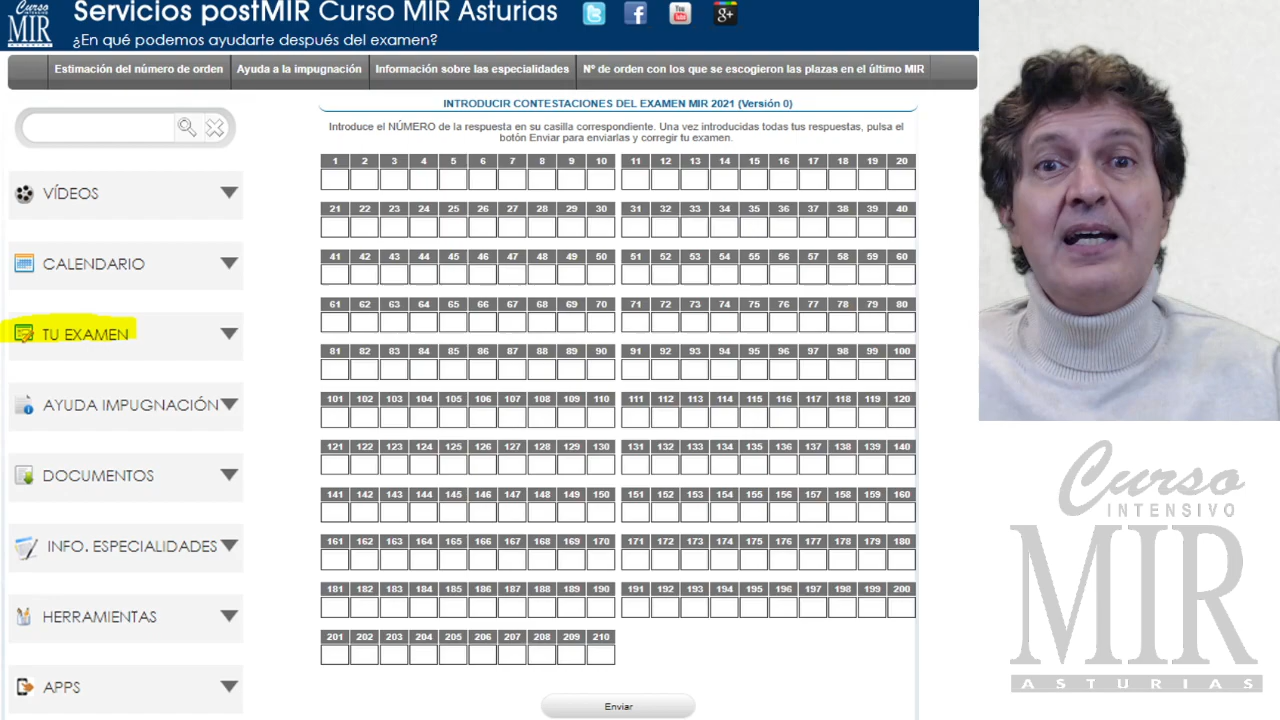 Curso
INTENSIVO
MIR
ASTURIAS
Servicios postMIR Curso MIR Asturias
¿En qué podemos ayudarte después del examen?
You
Tube
g+
Estimación del número de orden
Ayuda a la impugnación
Información sobre las especialidades
Nº de orden con los que se escogieron las plazas en el último MIR
VÍDEOS
CALENDARIO
TU EXAMEN
AYUDA IMPUGNACIÓN
DOCUMENTOS
INFO. ESPECIALIDADES
HERRAMIENTAS
APPS
INTRODUCIR CONTESTACIONES DEL EXAMEN MIR 2021 (Versión 0)
Introduce el NÚMERO de la respuesta en su casilla correspondiente. Una vez introducidas todas tus respuestas, pulsa el
botón Enviar para enviarlas y corregir tu examen.
1 2 3 4 5 6 7 8 9 10 11 12 13 14 15 16 17 18 19 20
21 22 23 24 25 26 27 28 29 30 31 32 33 34 35 36 37 38 39 40
41 42 43 44 45 46 47 48 49 50 51 52 53 54 55 56 57 58 59 60
61 62 63 64 65 66 67 68 69 70 71 72 73 74 75 76 77 78 79 80
81 82 83 84 85 86 87 88 89 90 91 92 93 94 95 96 97 98 99 100
101 102 103 104 105 106 107 108 109 110 111 112 113 114 115 116 117 118 119 120
121 122 123 124 125 126 127 128 129 130 131 132 133 134 135 136 137 138 139 140
141 142 143 144 145 146 147 148 149 150 151 152 153 154 155 156 157 158 159 160
161 162 163 164 165 166 167 168 169 170 171 172 173 174 175 176 177 178 179 180
181 182 183 184 185 186 187 188 189 190 191 192 193 194 195 196 197 198 199 200
201 202 203 204 205 206 207 208 209 210
Enviar
Curso
INTENSIVO
MIR
ASTURIAS